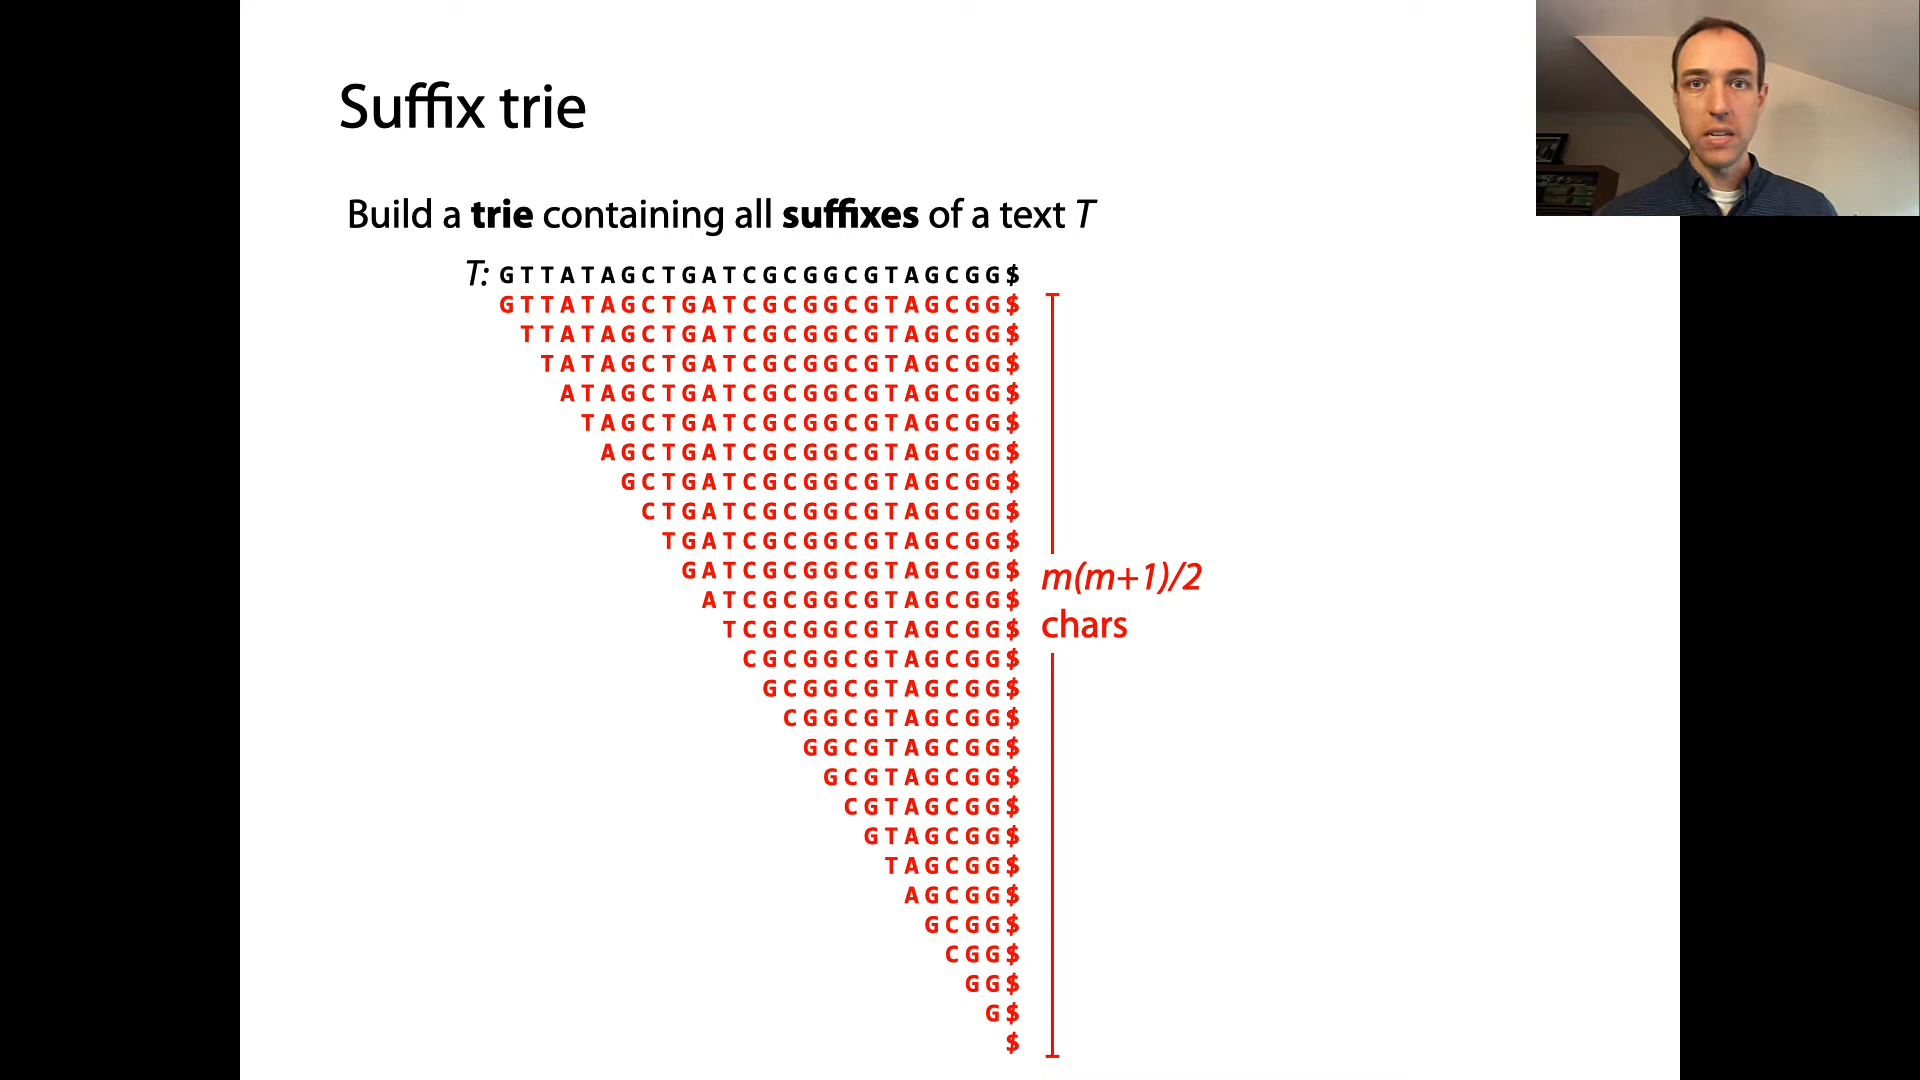 Suffix trie
Build a trie containing all suffixes of a text T
T: GTTATAGCTGATCGCGGCGTAGCGG$
GTTATAGCTGATCGCGGCGTAGCGG$
TTATAGCTGATCGCGGCGTAGCGG$
TATAGCTGATCGCGGCGTAGCGG$
ATAGCTGATCGCGGCGTAGCGG$
TAGCTGATCGCGGCGTAGCGG$
AGCTGATCGCGGCGTAGCGG$
GCTGATCGCGGCGTAGCGG$
CTGATCGCGGCGTAGCGG$
TGATCGCGGCGTAGCGG$
GATCGCGGCGTAGCGG$
ATCGCGGCGTAGCGG$
TCGCGGCGTAGCGG$
CGCGGCGTAGCGG$
GCGGCGTAGCGG$
CGGCGTAGCGG$
GGCGTAGCGG$
GCGTAGCGG$
CGTAGCGG$
GTAGCGG$
TAGCGG$
AGCGG$
GCGG$
CGG$
GG$
G$
$
m(m+1)/2
chars